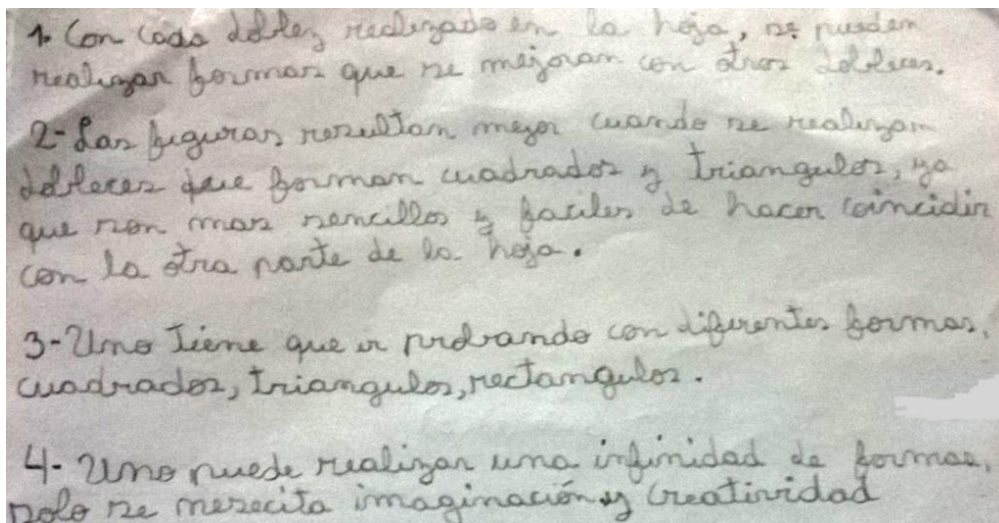 1. Con cada doblez realizado en la hoja, se pueden
realizar formas que se mejoran con otros dobleces.
2- Las figuras resultan mejor cuando se realizan
dobleces que forman cuadrados y triangulos, ya
que son mas sencillos y faciles de hacer coincidir
con la otra parte de la hoja.
3- Uno tiene que ir probando con diferentes formas,
cuadrados, triangulos, rectangulos.
4- Uno puede realizar una infinidad de formas,
solo se nesecita imaginación y creatividad